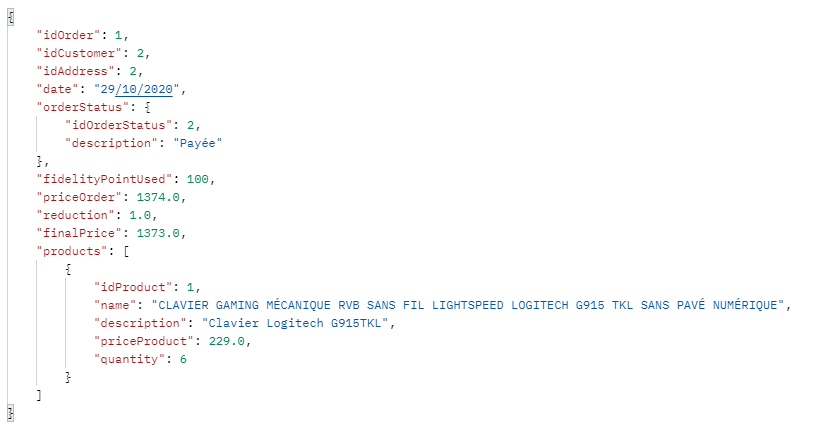 {
    "idOrder": 1,
    "idCustomer": 2,
    "idAddress": 2,
    "date": "29/10/2020",
    "orderStatus": {
        "idOrderStatus": 2,
        "description": "Payée"
    },
    "fidelityPointUsed": 100,
    "priceOrder": 1374.0,
    "reduction": 1.0,
    "finalPrice": 1373.0,
    "products": [
        {
            "idProduct": 1,
            "name": "CLAVIER GAMING MÉCANIQUE RVB SANS FIL LIGHTSPEED LOGITECH G915 TKL SANS PAVÉ NUMÉRIQUE",
            "description": "Clavier Logitech G915TKL",
            "priceProduct": 229.0,
            "quantity": 6
        }
    ]
}